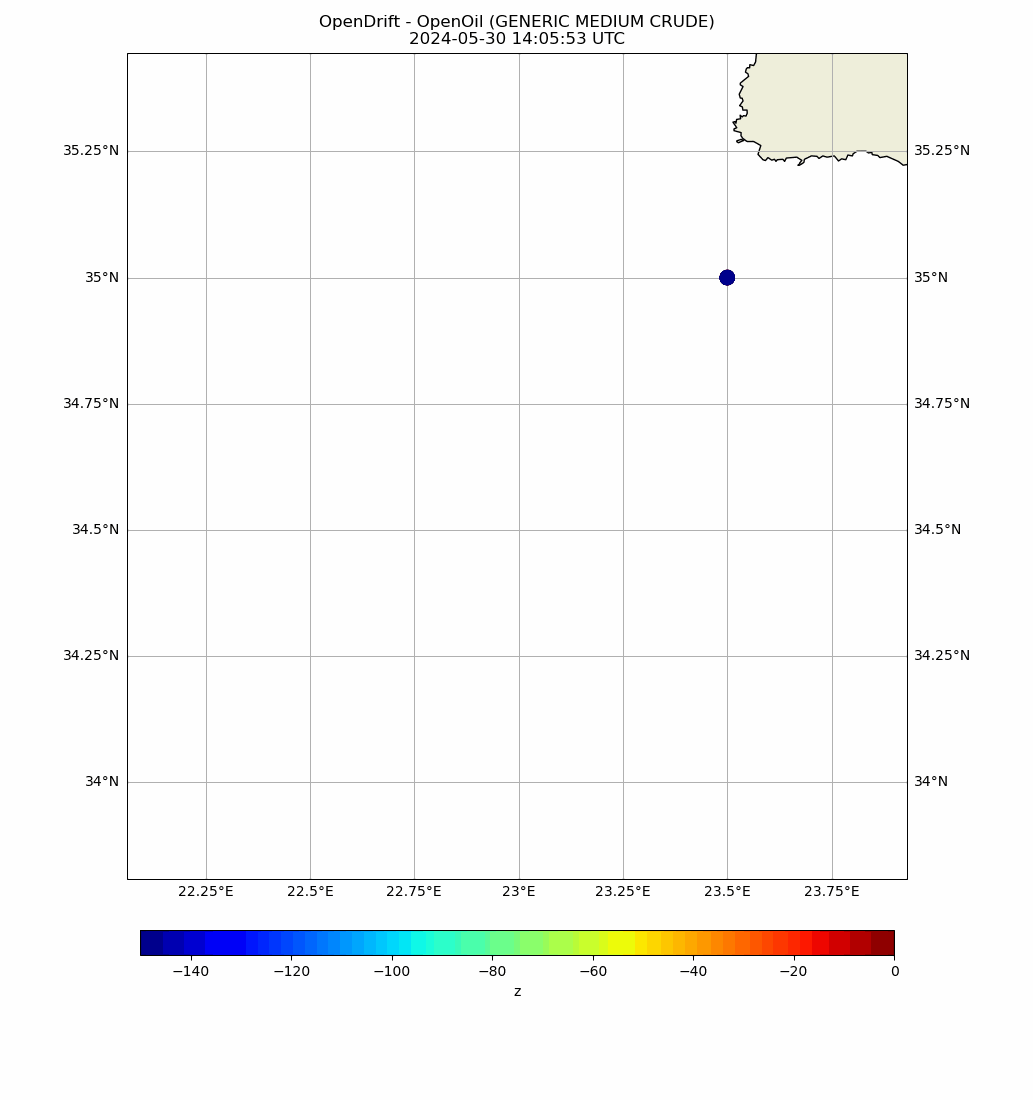 OpenDrift - OpenOil (GENERIC MEDIUM CRUDE)
2024-05-30 14:05:53 UTC
35.25°N 35.25°N
35°N 35°N
34.75°N 34.75°N
34.5°N 34.5°N
34.25°N 34.25°N
34°N 34°N
22.25°E 22.5°E 22.75°E 23°E 23.25°E 23.5°E 23.75°E
−140 −120 −100 −80 −60 −40 −20 0
z